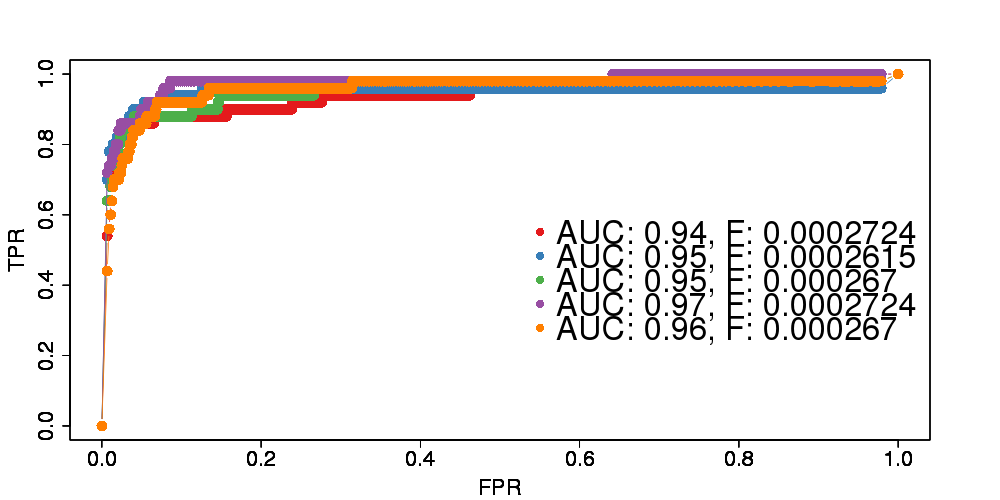 TPR
1.0
0.8
0.6
0.4
0.2
0.0
AUC: 0.94, F: 0.0002724
AUC: 0.95, F: 0.0002615
AUC: 0.95, F: 0.000267
AUC: 0.97, F: 0.0002724
AUC: 0.96, F: 0.000267
0.0 0.2 0.4 0.6 0.8 1.0
FPR